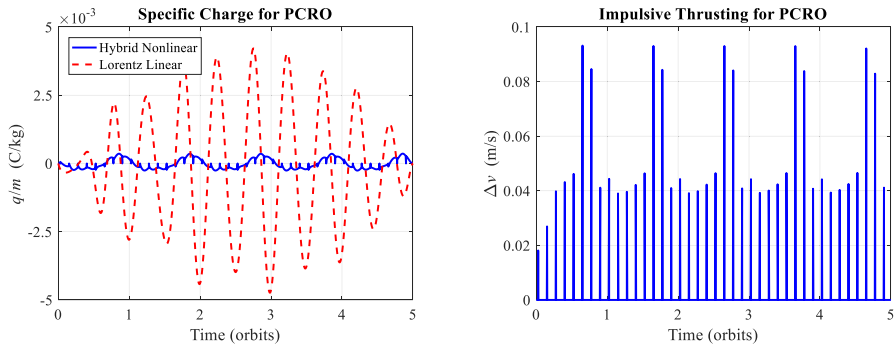 Specific Charge for PCRO
×10⁻³
5
2.5
0
-2.5
-5
q/m (C/kg)
Hybrid Nonlinear
Lorentz Linear
0 1 2 3 4 5
Time (orbits)
Impulsive Thrusting for PCRO
0.1
0.08
0.06
0.04
0.02
0
Δv (m/s)
0 1 2 3 4 5
Time (orbits)